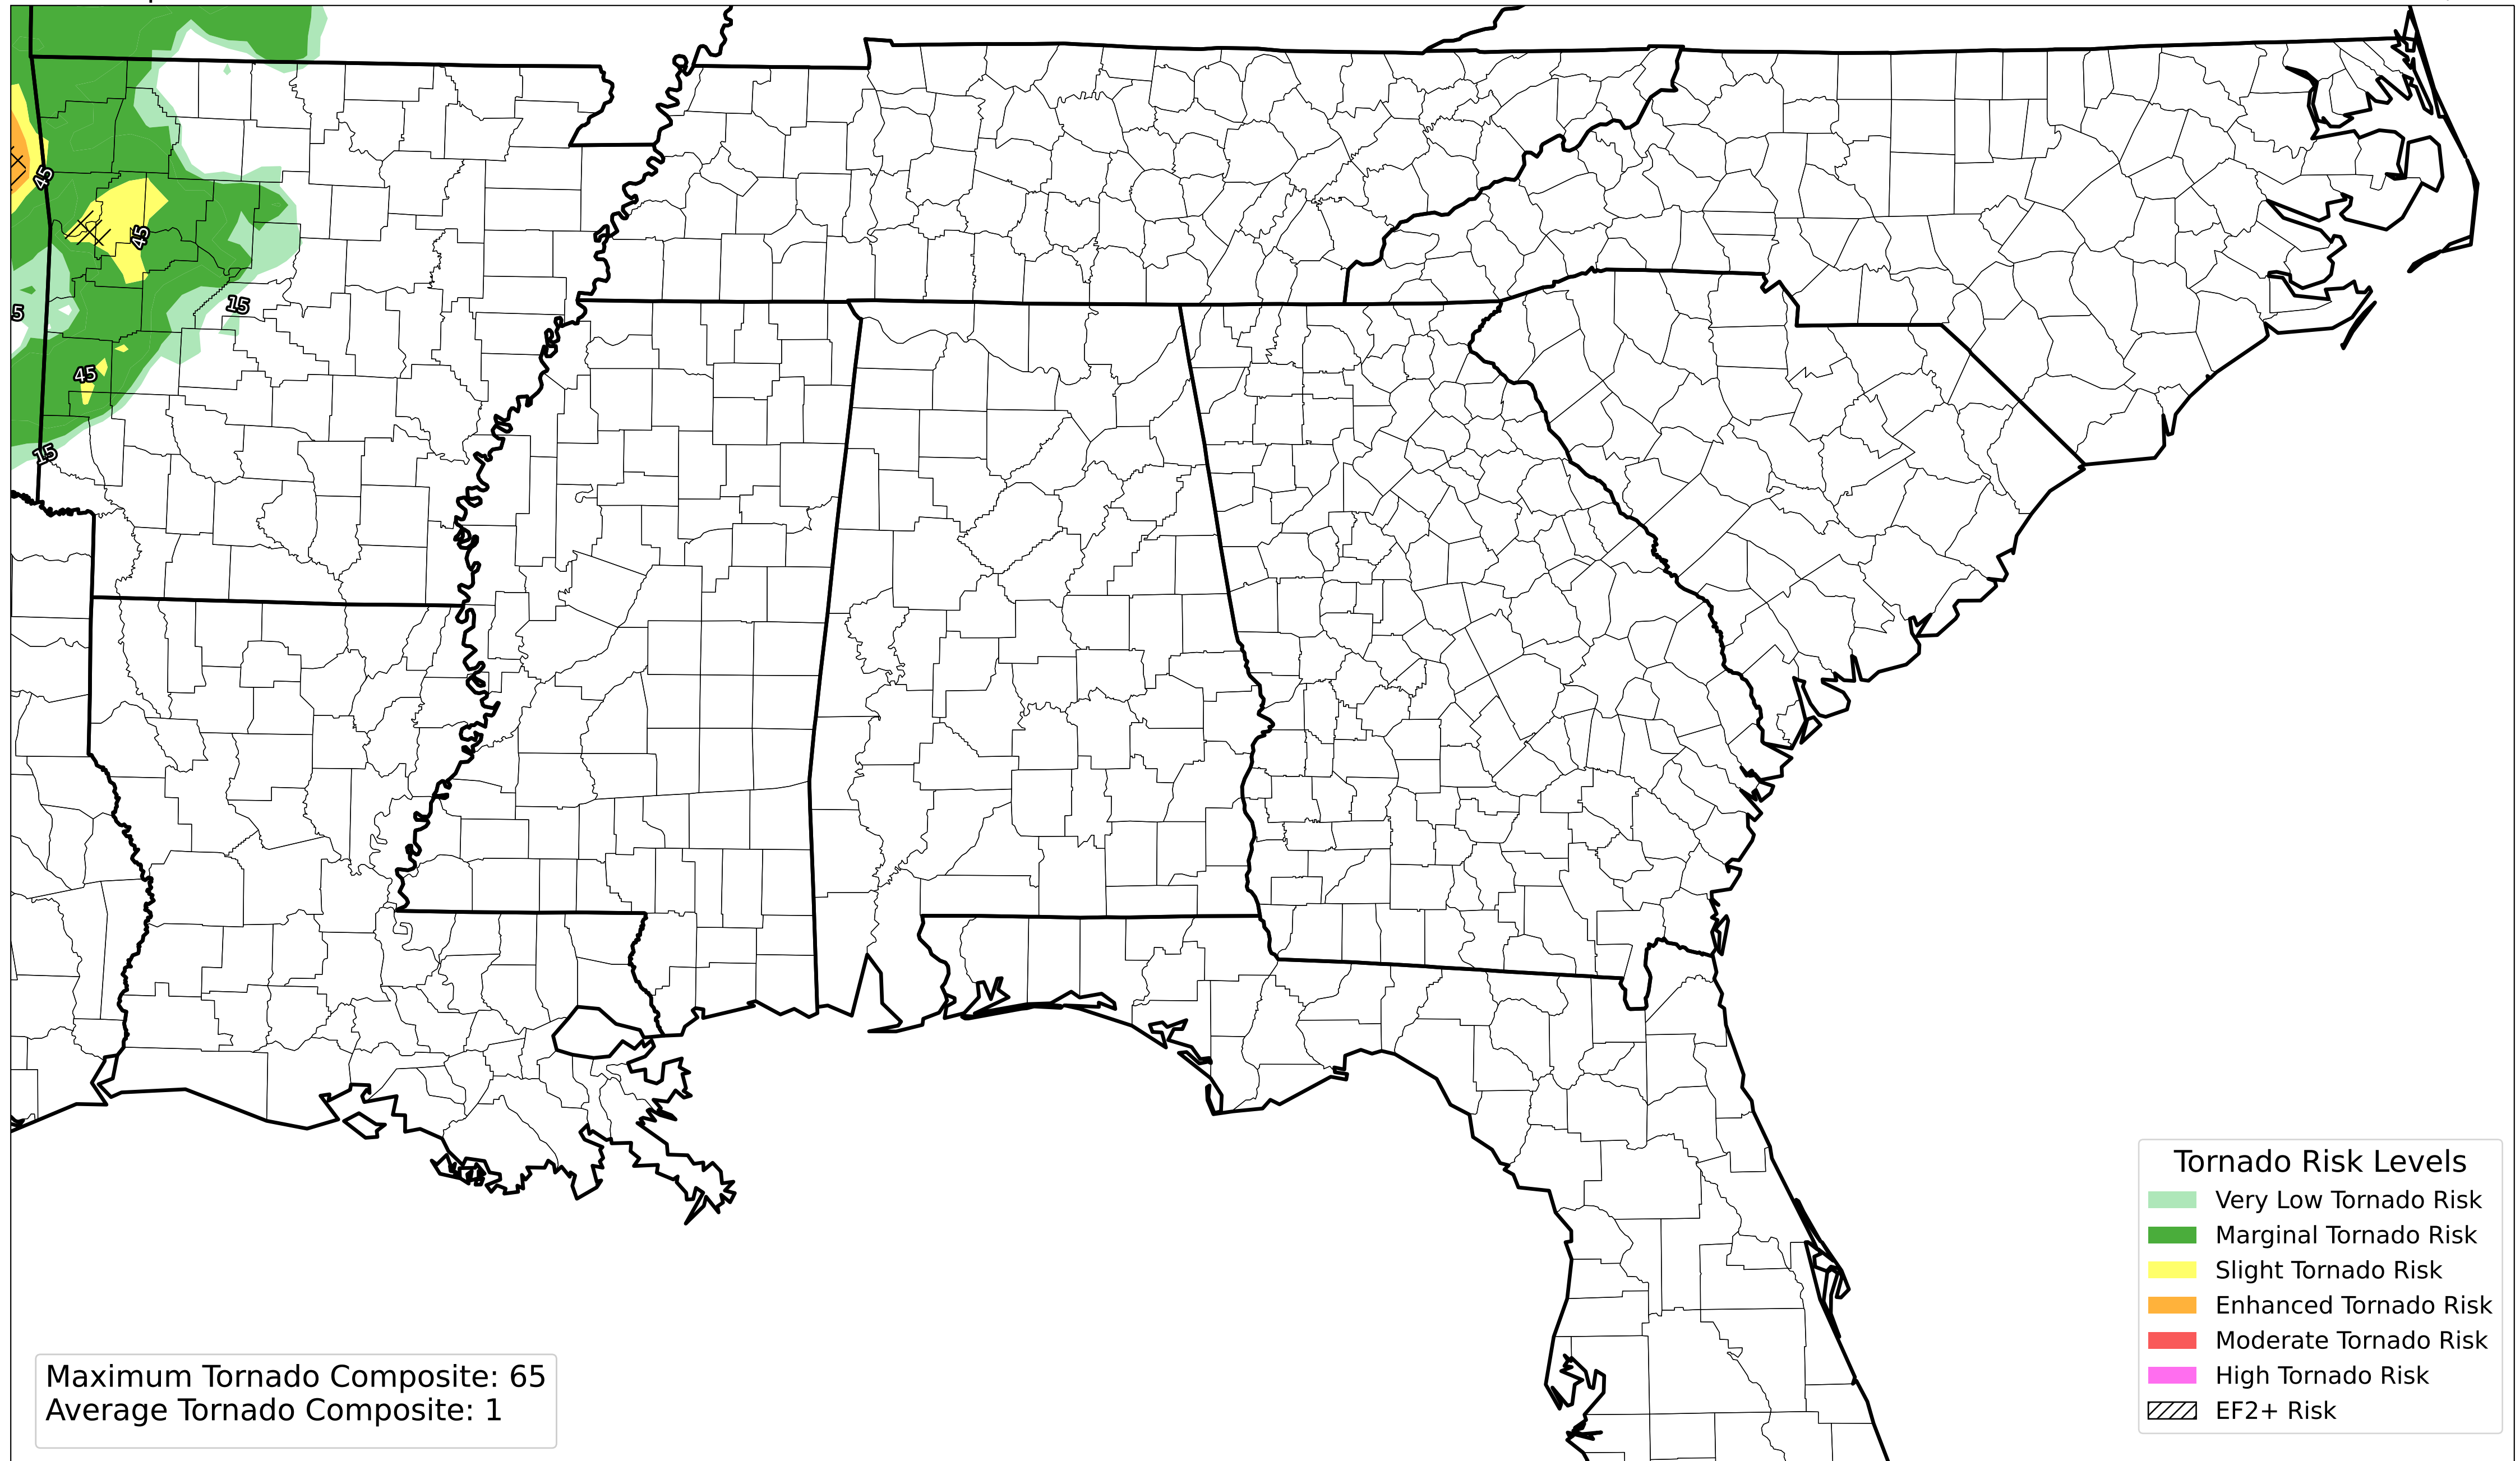 45
45
5
15
45
15
Tornado Risk Levels
Very Low Tornado Risk
Marginal Tornado Risk
Slight Tornado Risk
Enhanced Tornado Risk
Moderate Tornado Risk
High Tornado Risk
EF2+ Risk
Maximum Tornado Composite: 65
Average Tornado Composite: 1